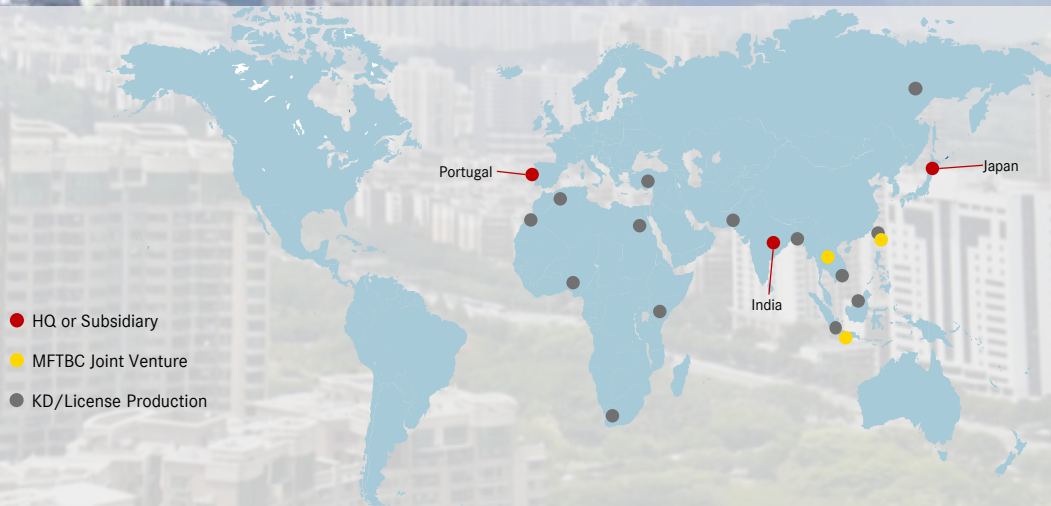 Portugal
Japan
India
HQ or Subsidiary
MFTBC Joint Venture
KD/License Production